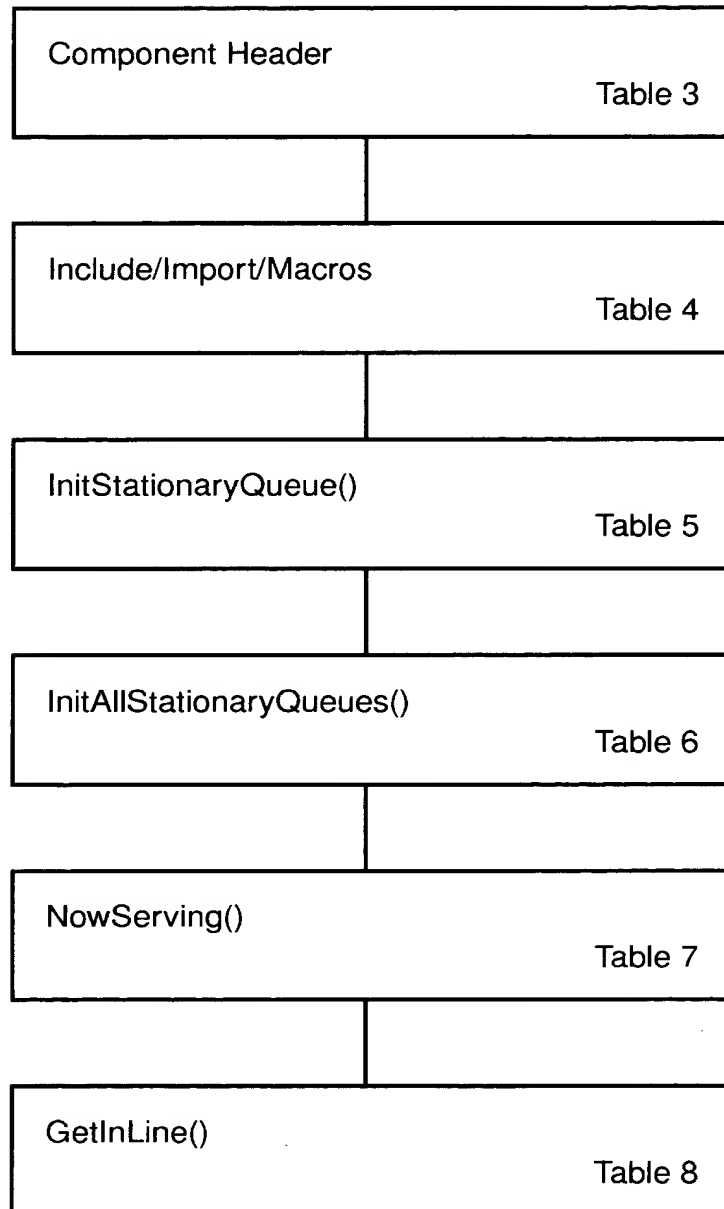 Component Header
Table 3
Include/Import/Macros
Table 4
InitStationaryQueue()
Table 5
InitAllStationaryQueues()
Table 6
NowServing()
Table 7
GetInLine()
Table 8